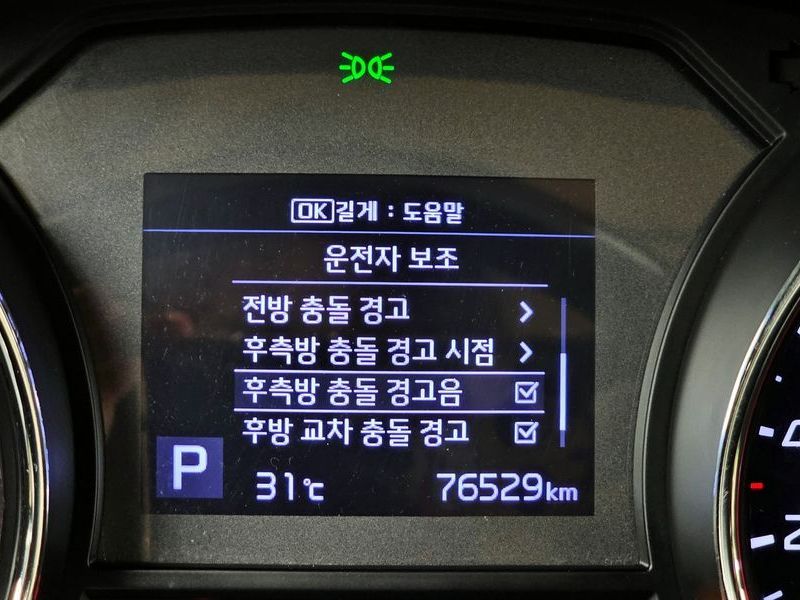 OK 길게 : 도움말
운전자 보조
전방 충돌 경고
후측방 충돌 경고 시점
후측방 충돌 경고음
후방 교차 충돌 경고
P 31℃ 76529km